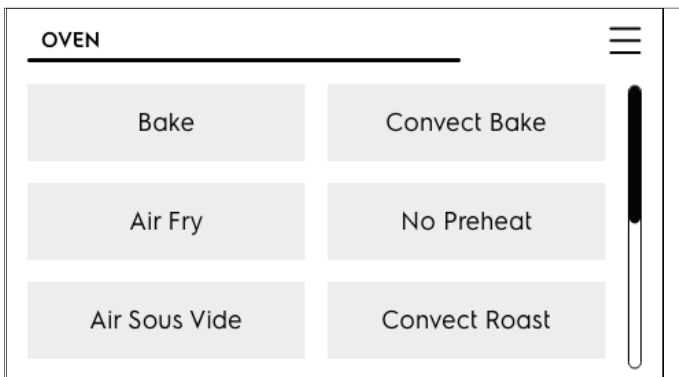 OVEN
Bake
Convect Bake
Air Fry
No Preheat
Air Sous Vide
Convect Roast